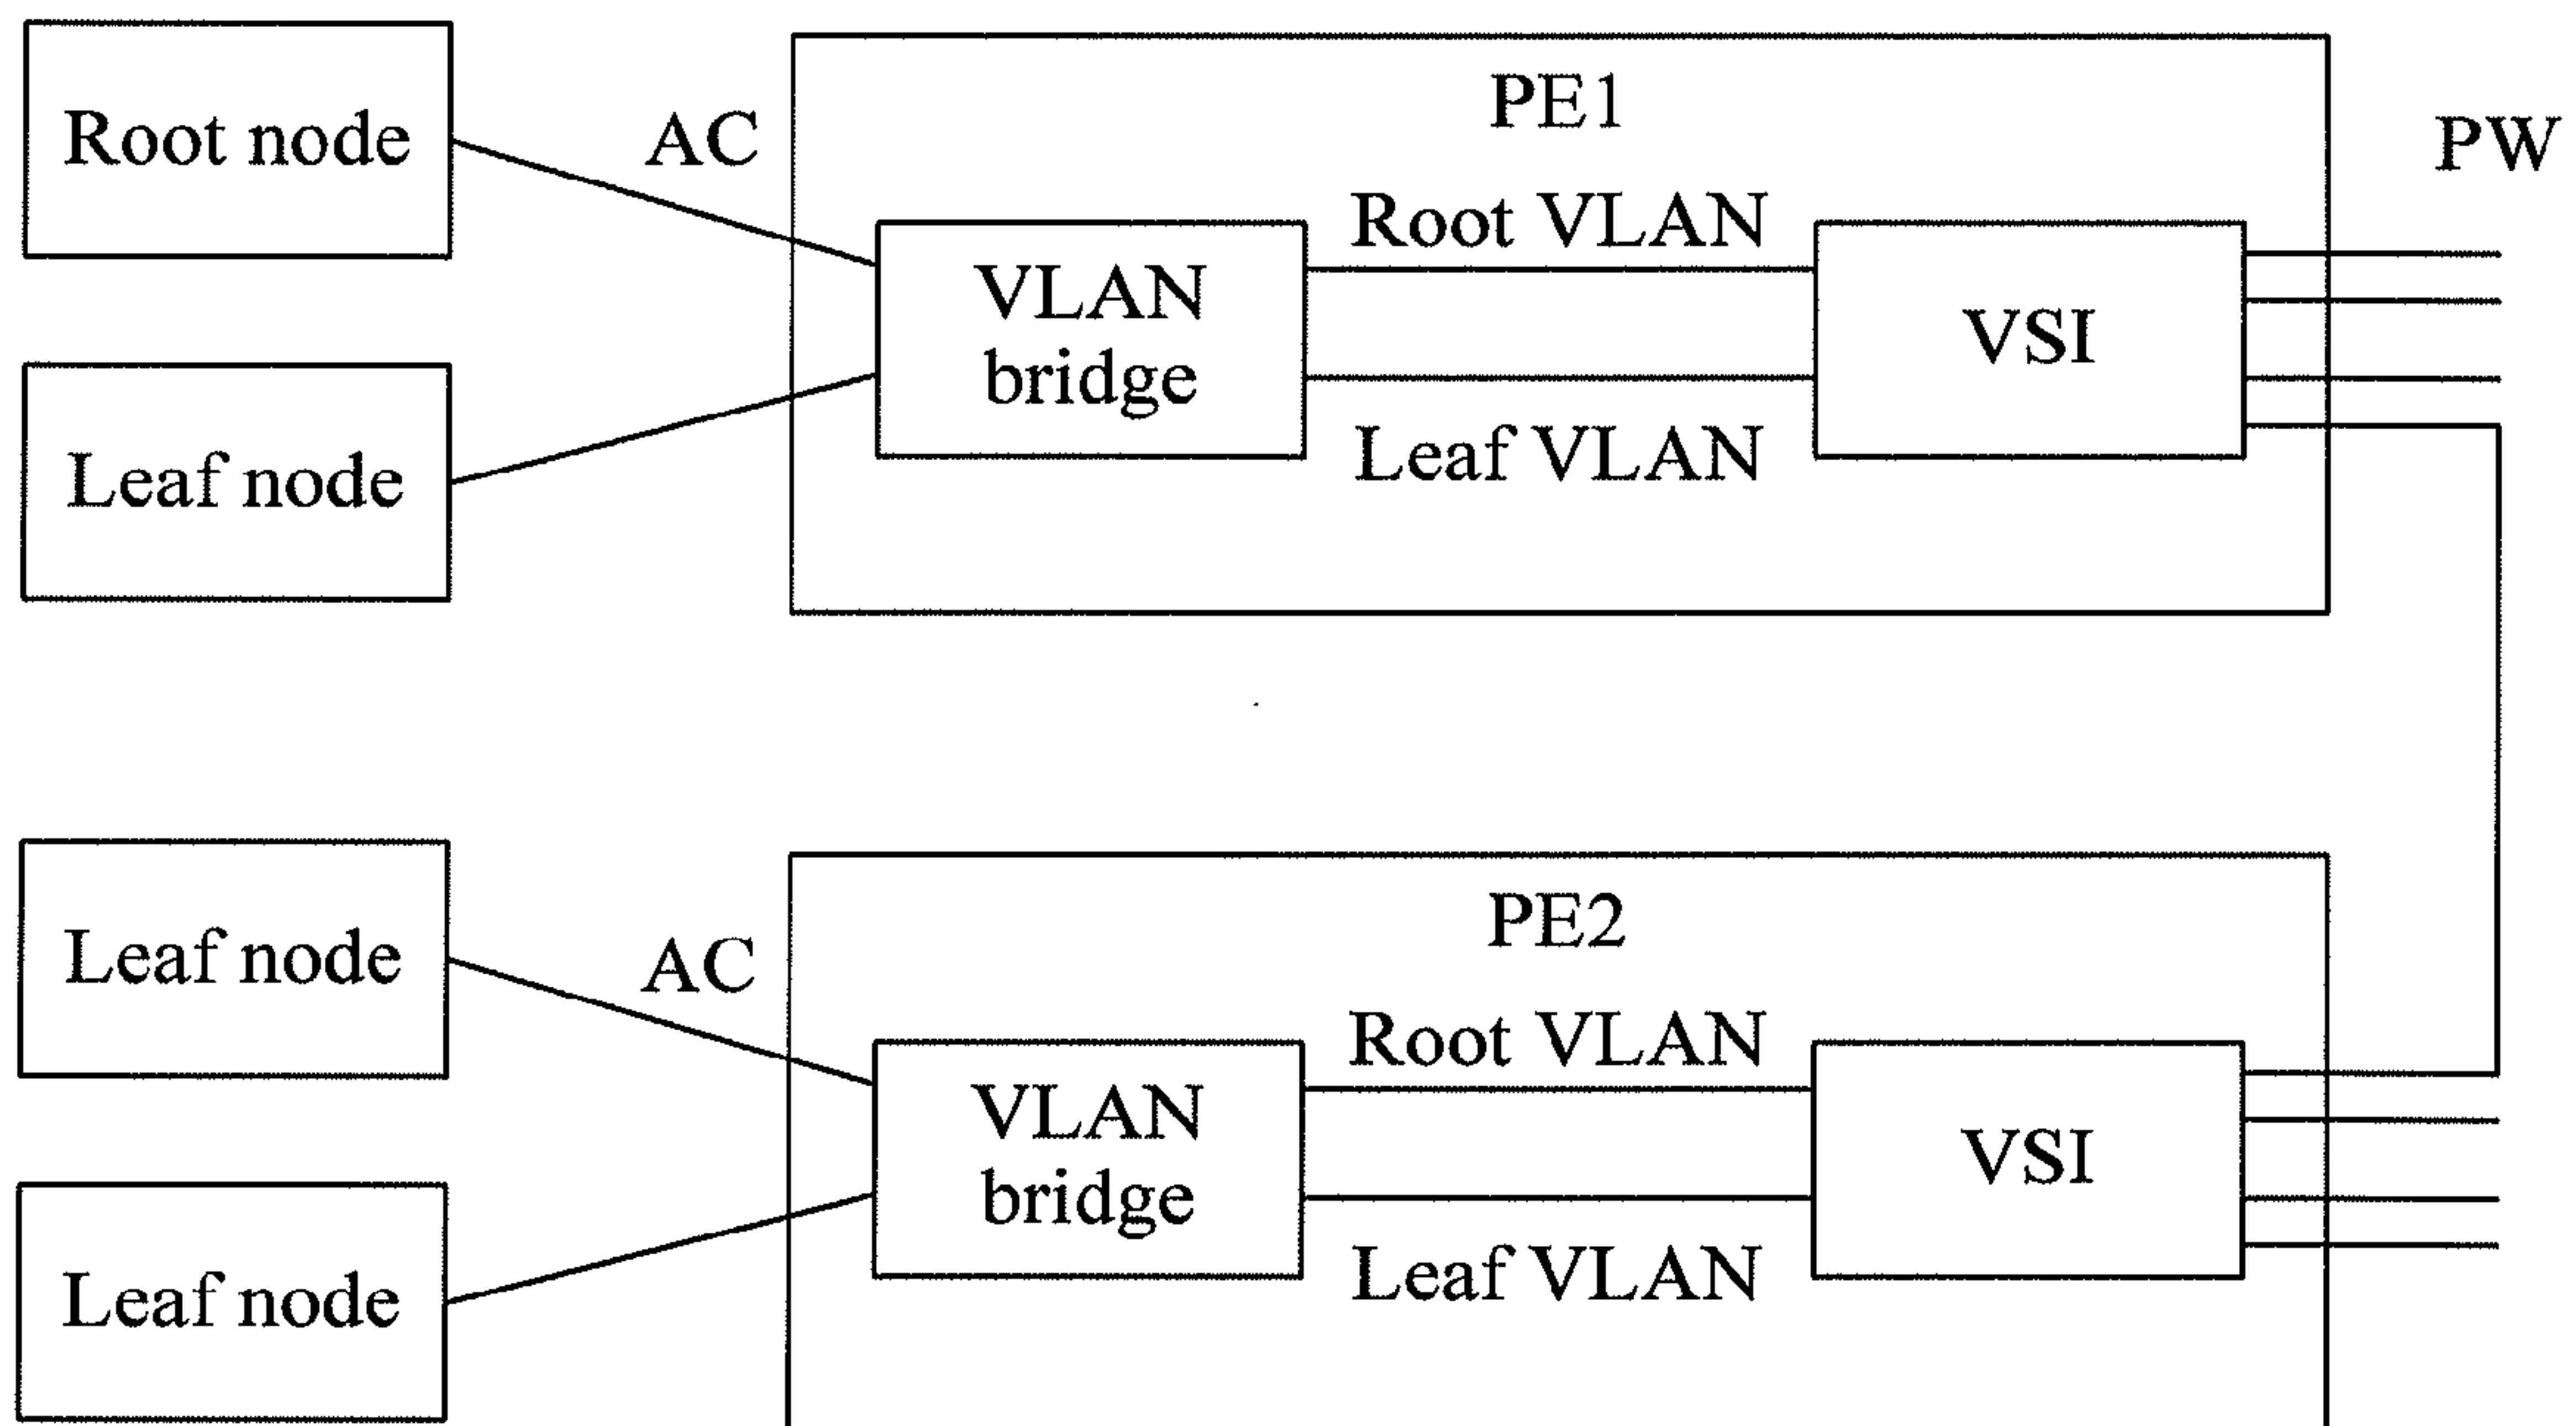 PE1
PW
Root node
AC
Root VLAN
VLAN
bridge
VSI
Leaf node
Leaf VLAN
PE2
Leaf node
AC
Root VLAN
VLAN
bridge
VSI
Leaf node
Leaf VLAN